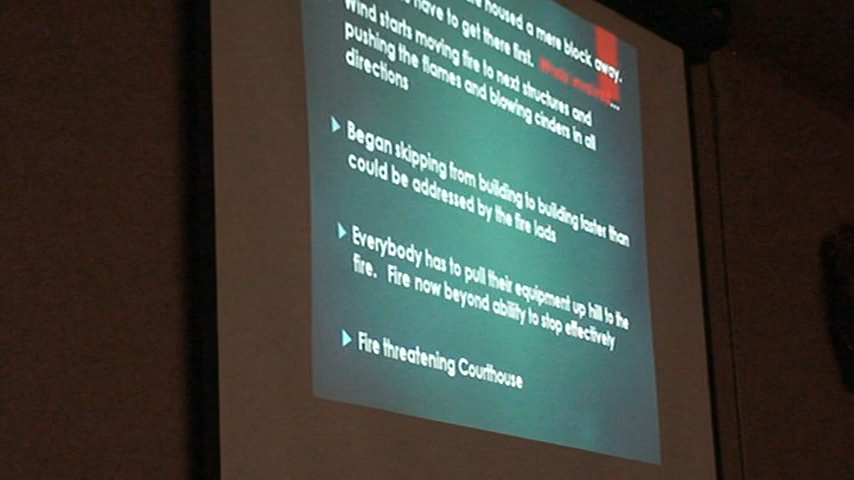 housed a mere block away.
have to get there first.
Wind starts moving fire to next structures and
pushing the flames and blowing cinders in all
directions
Began skipping from building to building faster than
could be addressed by the fire lads
Everybody has to pull their equipment up hill to the
fire. Fire now beyond ability to stop effectively
Fire threatening Courthouse